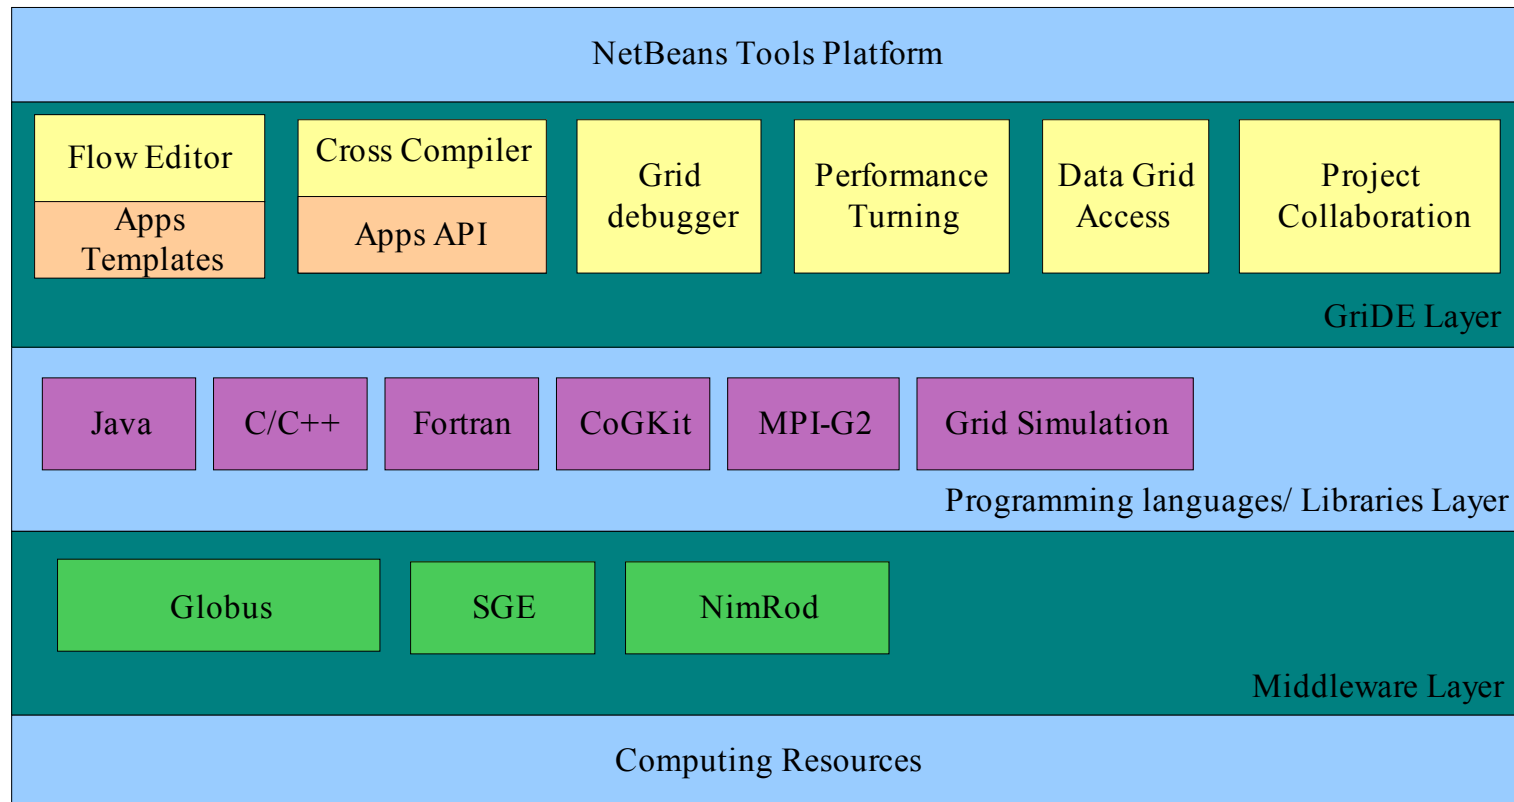 NetBeans Tools Platform
Flow Editor
Apps
Templates
Cross Compiler
Apps API
Grid
debugger
Performance
Turning
Data Grid
Access
Project
Collaboration
GriDE Layer
Java
C/C++
Fortran
CoGKit
MPI-G2
Grid Simulation
Programming languages/ Libraries Layer
Globus
SGE
NimRod
Middleware Layer
Computing Resources